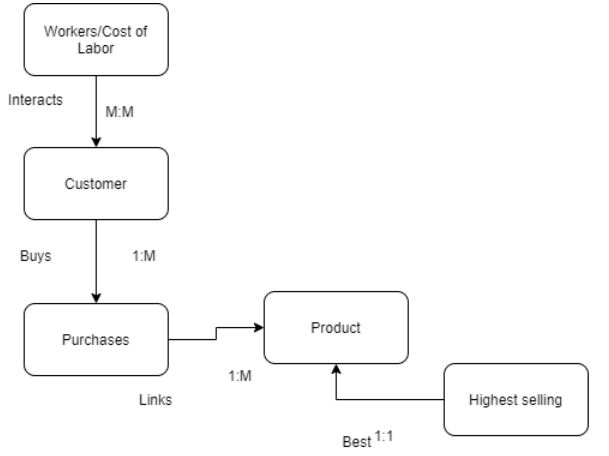 Workers/Cost of
Labor
Interacts
M:M
Customer
Buys
1:M
Purchases
Product
1:M
Links
Highest selling
Best 1:1